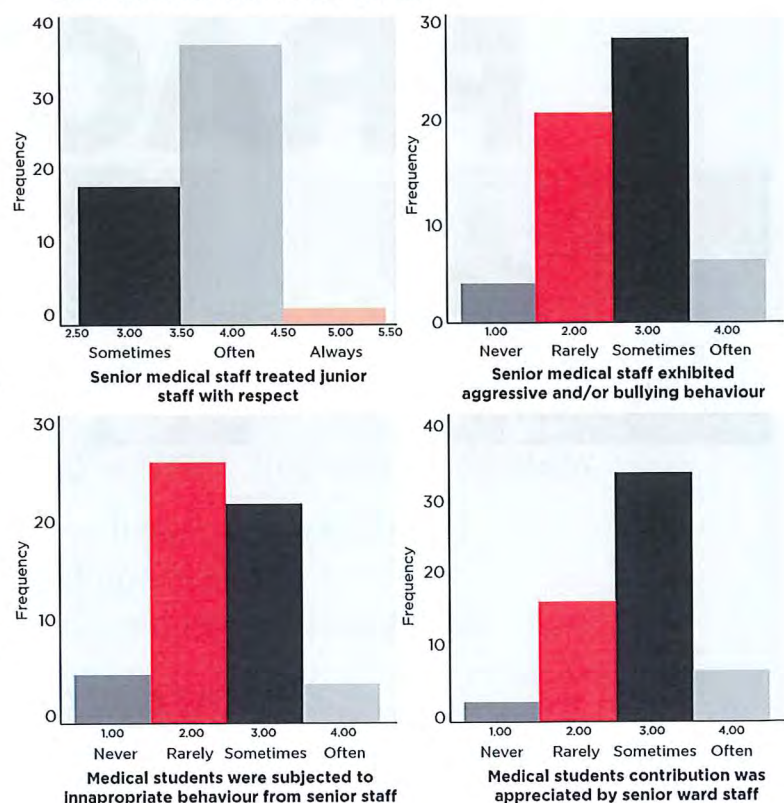 40
30
20
10
0
Frequency
2.50 3.00 3.50 4.00 4.50 5.00 5.50
Sometimes Often Always
Senior medical staff treated junior
staff with respect
30
20
10
0
Frequency
1.00 2.00 3.00 4.00
Never Rarely Sometimes Often
Senior medical staff exhibited
aggressive and/or bullying behaviour
30
20
10
0
Frequency
1.00 2.00 3.00 4.00
Never Rarely Sometimes Often
Medical students were subjected to
innapropriate behaviour from senior staff
40
30
20
10
0
Frequency
1.00 2.00 3.00 4.00
Never Rarely Sometimes Often
Medical students contribution was
appreciated by senior ward staff